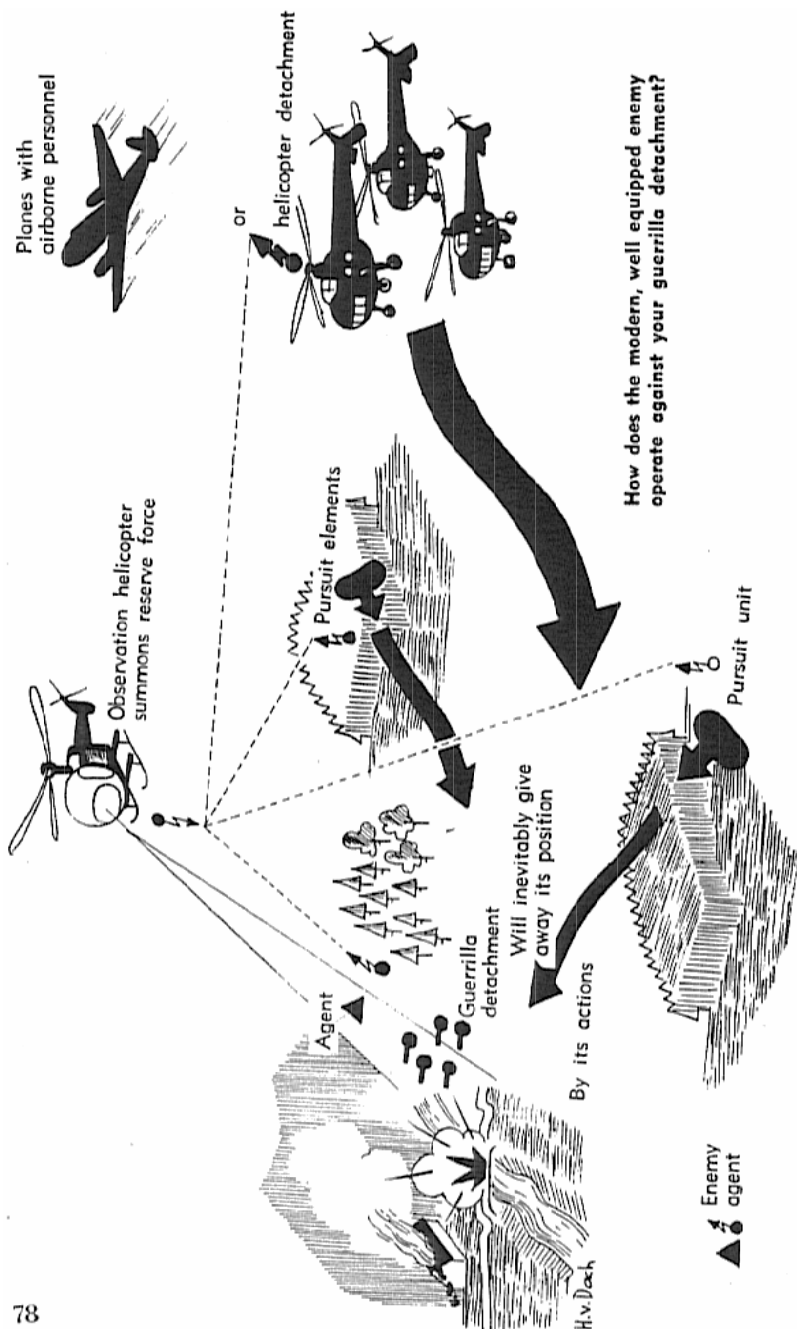 78
Planes with
airborne personnel
or
helicopter detachment
Observation helicopter
summons reserve force
Pursuit elements
Agent
Guerrilla
detachment
Will inevitably give
away its position
By its actions
Pursuit unit
How does the modern, well equipped enemy
operate against your guerrilla detachment?
H.v.Dach
Enemy
agent